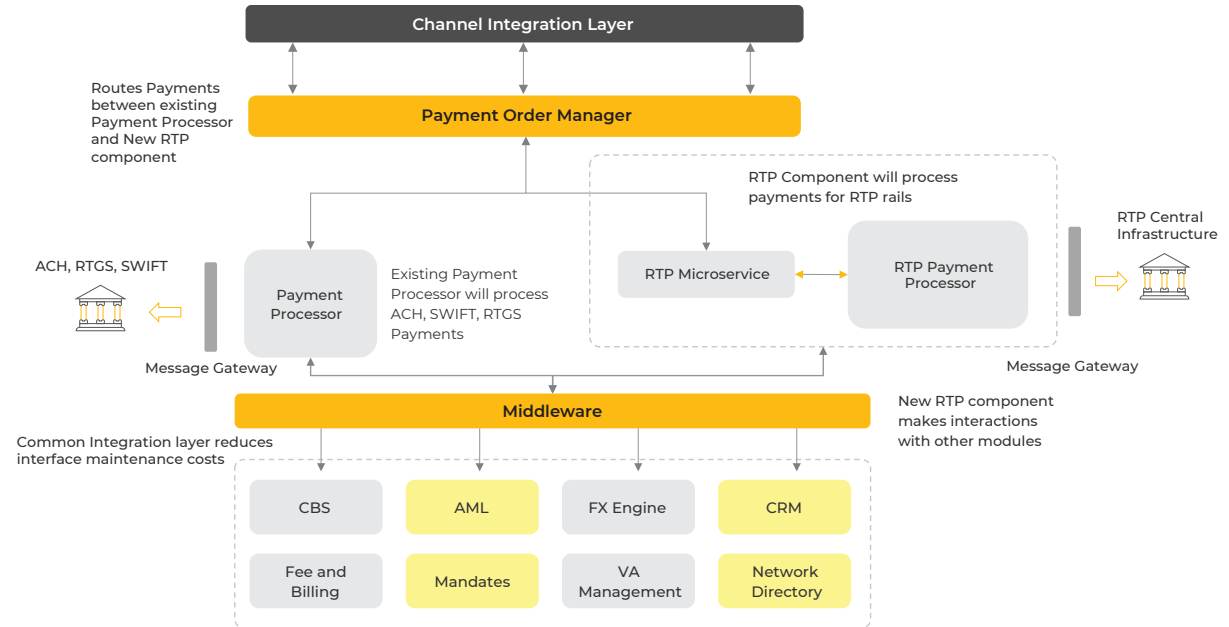 Channel Integration Layer
Routes Payments
between existing
Payment Processor
and New RTP
component
Payment Order Manager
RTP Component will process
payments for RTP rails
ACH, RTGS, SWIFT
Payment
Processor
Existing Payment
Processor will process
ACH, SWIFT, RTGS
Payments
RTP Microservice
RTP Payment
Processor
RTP Central
Infrastructure
Message Gateway
Message Gateway
Middleware
New RTP component
makes interactions
with other modules
Common Integration layer reduces
interface maintenance costs
CBS
AML
FX Engine
CRM
Fee and
Billing
Mandates
VA
Management
Network
Directory